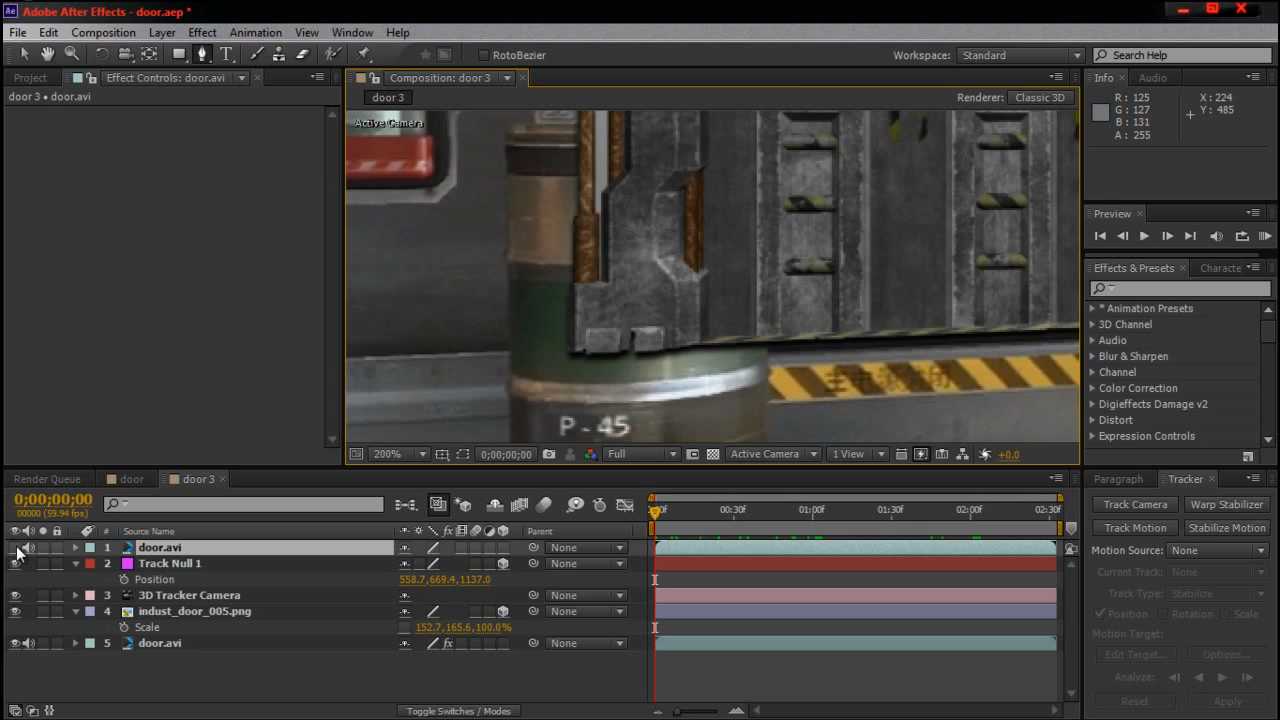 Adobe After Effects - door.aep *
File Edit Composition Layer Effect Animation View Window Help
RotoBezier
Workspace: Standard
Search Help
Project
Effect Controls: door.avi
door 3 • door.avi
Composition: door 3
door 3
Renderer: Classic 3D
Active Camera
P - 45
200%
0;00;00;00
Full
Active Camera
1 View
+0.0
Info Audio
R : 125
G : 127
B : 131
A : 255
X : 224
Y : 485
Preview
Effects & Presets
Characte
* Animation Presets
3D Channel
Audio
Blur & Sharpen
Channel
Color Correction
Digieffects Damage v2
Distort
Expression Controls
Render Queue
door
door 3
0;00;00;00
00000 (59.94 fps)
# Source Name
Parent
1 door.avi None
2 Track Null 1 None
Position 558.7,669.4,1137.0
3 3D Tracker Camera None
4 indust_door_005.png None
Scale 152.7,165.6,100.0%
5 door.avi None
00:30f 01:00f 01:30f 02:00f 02:30f
Toggle Switches / Modes
Paragraph Tracker
Track Camera Warp Stabilizer
Track Motion Stabilize Motion
Motion Source: None
Current Track: None
Track Type: Stabilize
Position Rotation Scale
Motion Target:
Edit Target... Options...
Analyze:
Reset Apply